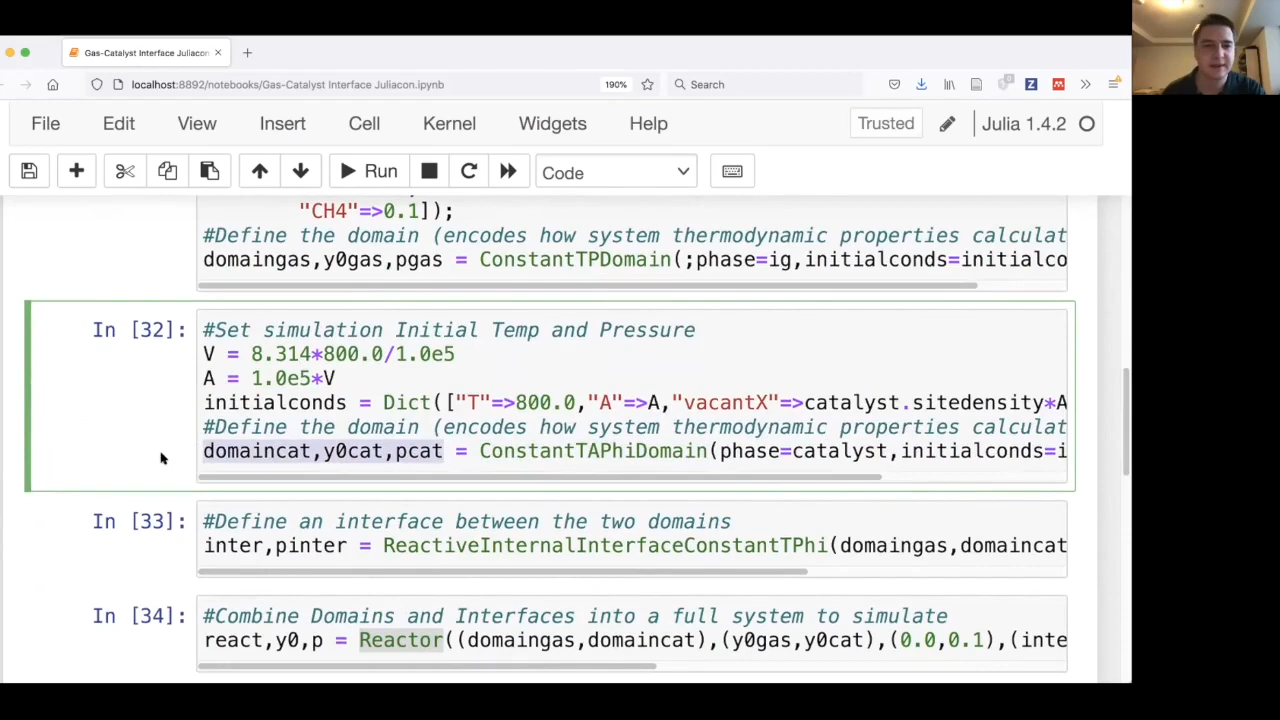 Gas-Catalyst Interface Juliacon
localhost:8892/notebooks/Gas-Catalyst Interface Juliacon.ipynb
190%
Search
File Edit View Insert Cell Kernel Widgets Help
Trusted
Julia 1.4.2
Run
Code
"CH4"=>0.1]);
#Define the domain (encodes how system thermodynamic properties calculat
domaingas,y0gas,pgas = ConstantTPDomain(;phase=ig,initialconds=initialco
In [32]:
#Set simulation Initial Temp and Pressure
V = 8.314*800.0/1.0e5
A = 1.0e5*V
initialconds = Dict(["T"=>800.0,"A"=>A,"vacantX"=>catalyst.sitedensity*A
#Define the domain (encodes how system thermodynamic properties calculat
domaincat,y0cat,pcat = ConstantTAPhiDomain(phase=catalyst,initialconds=i
In [33]:
#Define an interface between the two domains
inter,pinter = ReactiveInternalInterfaceConstantTPhi(domaingas,domaincat
In [34]:
#Combine Domains and Interfaces into a full system to simulate
react,y0,p = Reactor((domaingas,domaincat),(y0gas,y0cat),(0.0,0.1),(inte